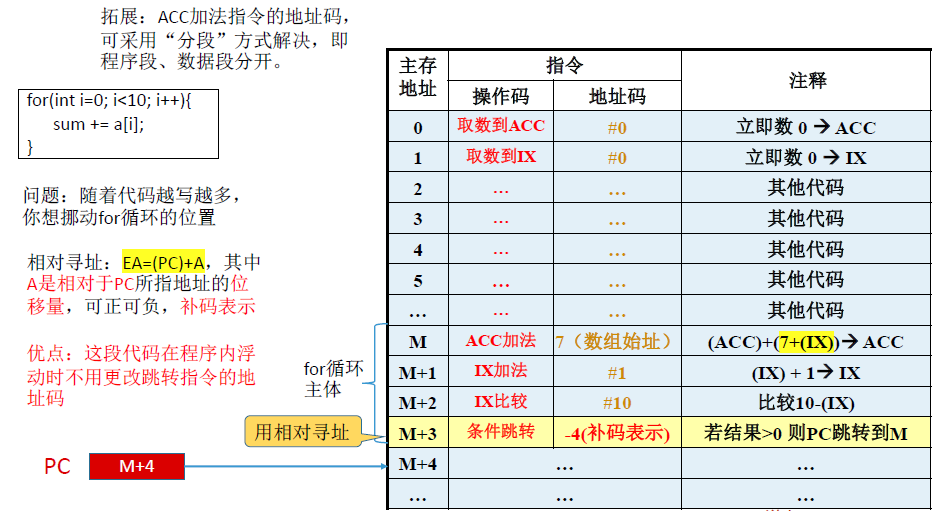 拓展：ACC加法指令的地址码，
可采用“分段”方式解决，即
程序段、数据段分开。
for(int i=0; i<10; i++){
sum += a[i];
}
问题：随着代码越写越多，
你想挪动for循环的位置
相对寻址：EA=(PC)+A，其中
A是相对于PC所指地址的位
移量，可正可负，补码表示
优点：这段代码在程序内浮
动时不用更改跳转指令的地
址码
for循环
主体
用相对寻址
PC M+4
主存
地址
指令
注释
操作码 地址码
0 取数到ACC #0 立即数 0 → ACC
1 取数到IX #0 立即数 0 → IX
2 … … 其他代码
3 … … 其他代码
4 … … 其他代码
5 … … 其他代码
… … … 其他代码
M ACC加法 7（数组始址） (ACC)+(7+(IX))→ ACC
M+1 IX加法 #1 (IX) + 1→ IX
M+2 IX比较 #10 比较10-(IX)
M+3 条件跳转 -4(补码表示) 若结果>0 则PC跳转到M
M+4 … …
… … …